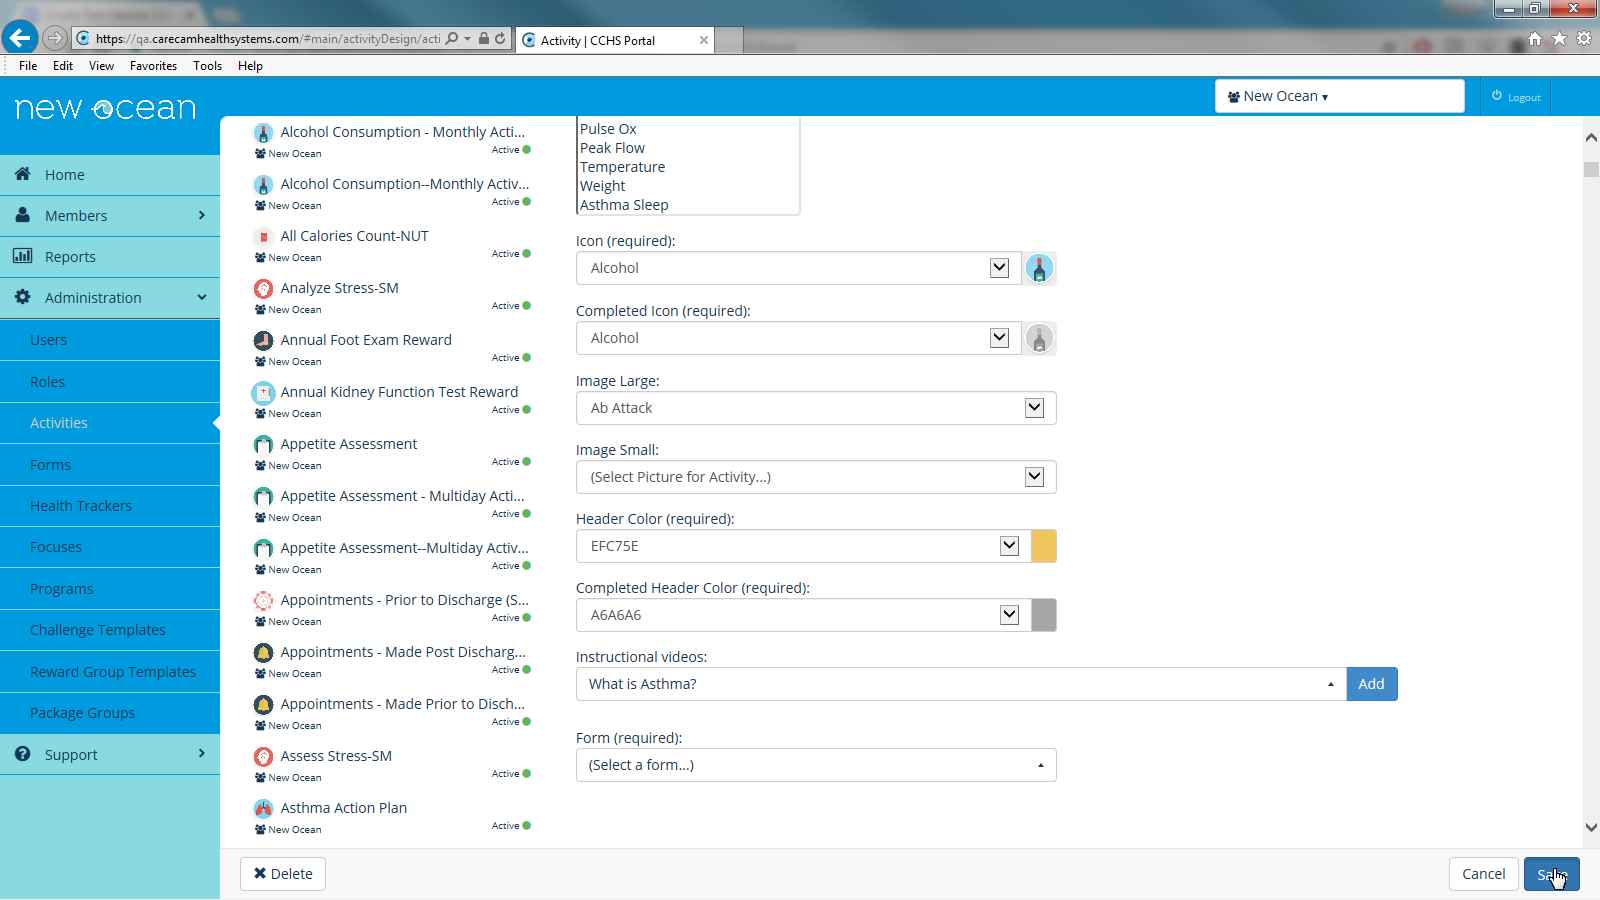 https://qa.carecamhealthsystems.com/#main/activityDesign/acti
Activity | CCHS Portal
File Edit View Favorites Tools Help
new ocean
New Ocean
Logout
Home
Members
Reports
Administration
Users
Roles
Activities
Forms
Health Trackers
Focuses
Programs
Challenge Templates
Reward Group Templates
Package Groups
Support
Alcohol Consumption - Monthly Acti...
New Ocean Active
Alcohol Consumption--Monthly Activ...
New Ocean Active
All Calories Count-NUT
New Ocean Active
Analyze Stress-SM
New Ocean Active
Annual Foot Exam Reward
New Ocean Active
Annual Kidney Function Test Reward
New Ocean Active
Appetite Assessment
New Ocean Active
Appetite Assessment - Multiday Acti...
New Ocean Active
Appetite Assessment--Multiday Activ...
New Ocean Active
Appointments - Prior to Discharge (S...
New Ocean Active
Appointments - Made Post Discharg...
New Ocean Active
Appointments - Made Prior to Disch...
New Ocean Active
Assess Stress-SM
New Ocean Active
Asthma Action Plan
New Ocean Active
Pulse Ox
Peak Flow
Temperature
Weight
Asthma Sleep
Icon (required):
Alcohol
Completed Icon (required):
Alcohol
Image Large:
Ab Attack
Image Small:
(Select Picture for Activity...)
Header Color (required):
EFC75E
Completed Header Color (required):
A6A6A6
Instructional videos:
What is Asthma?
Add
Form (required):
(Select a form...)
Delete
Cancel